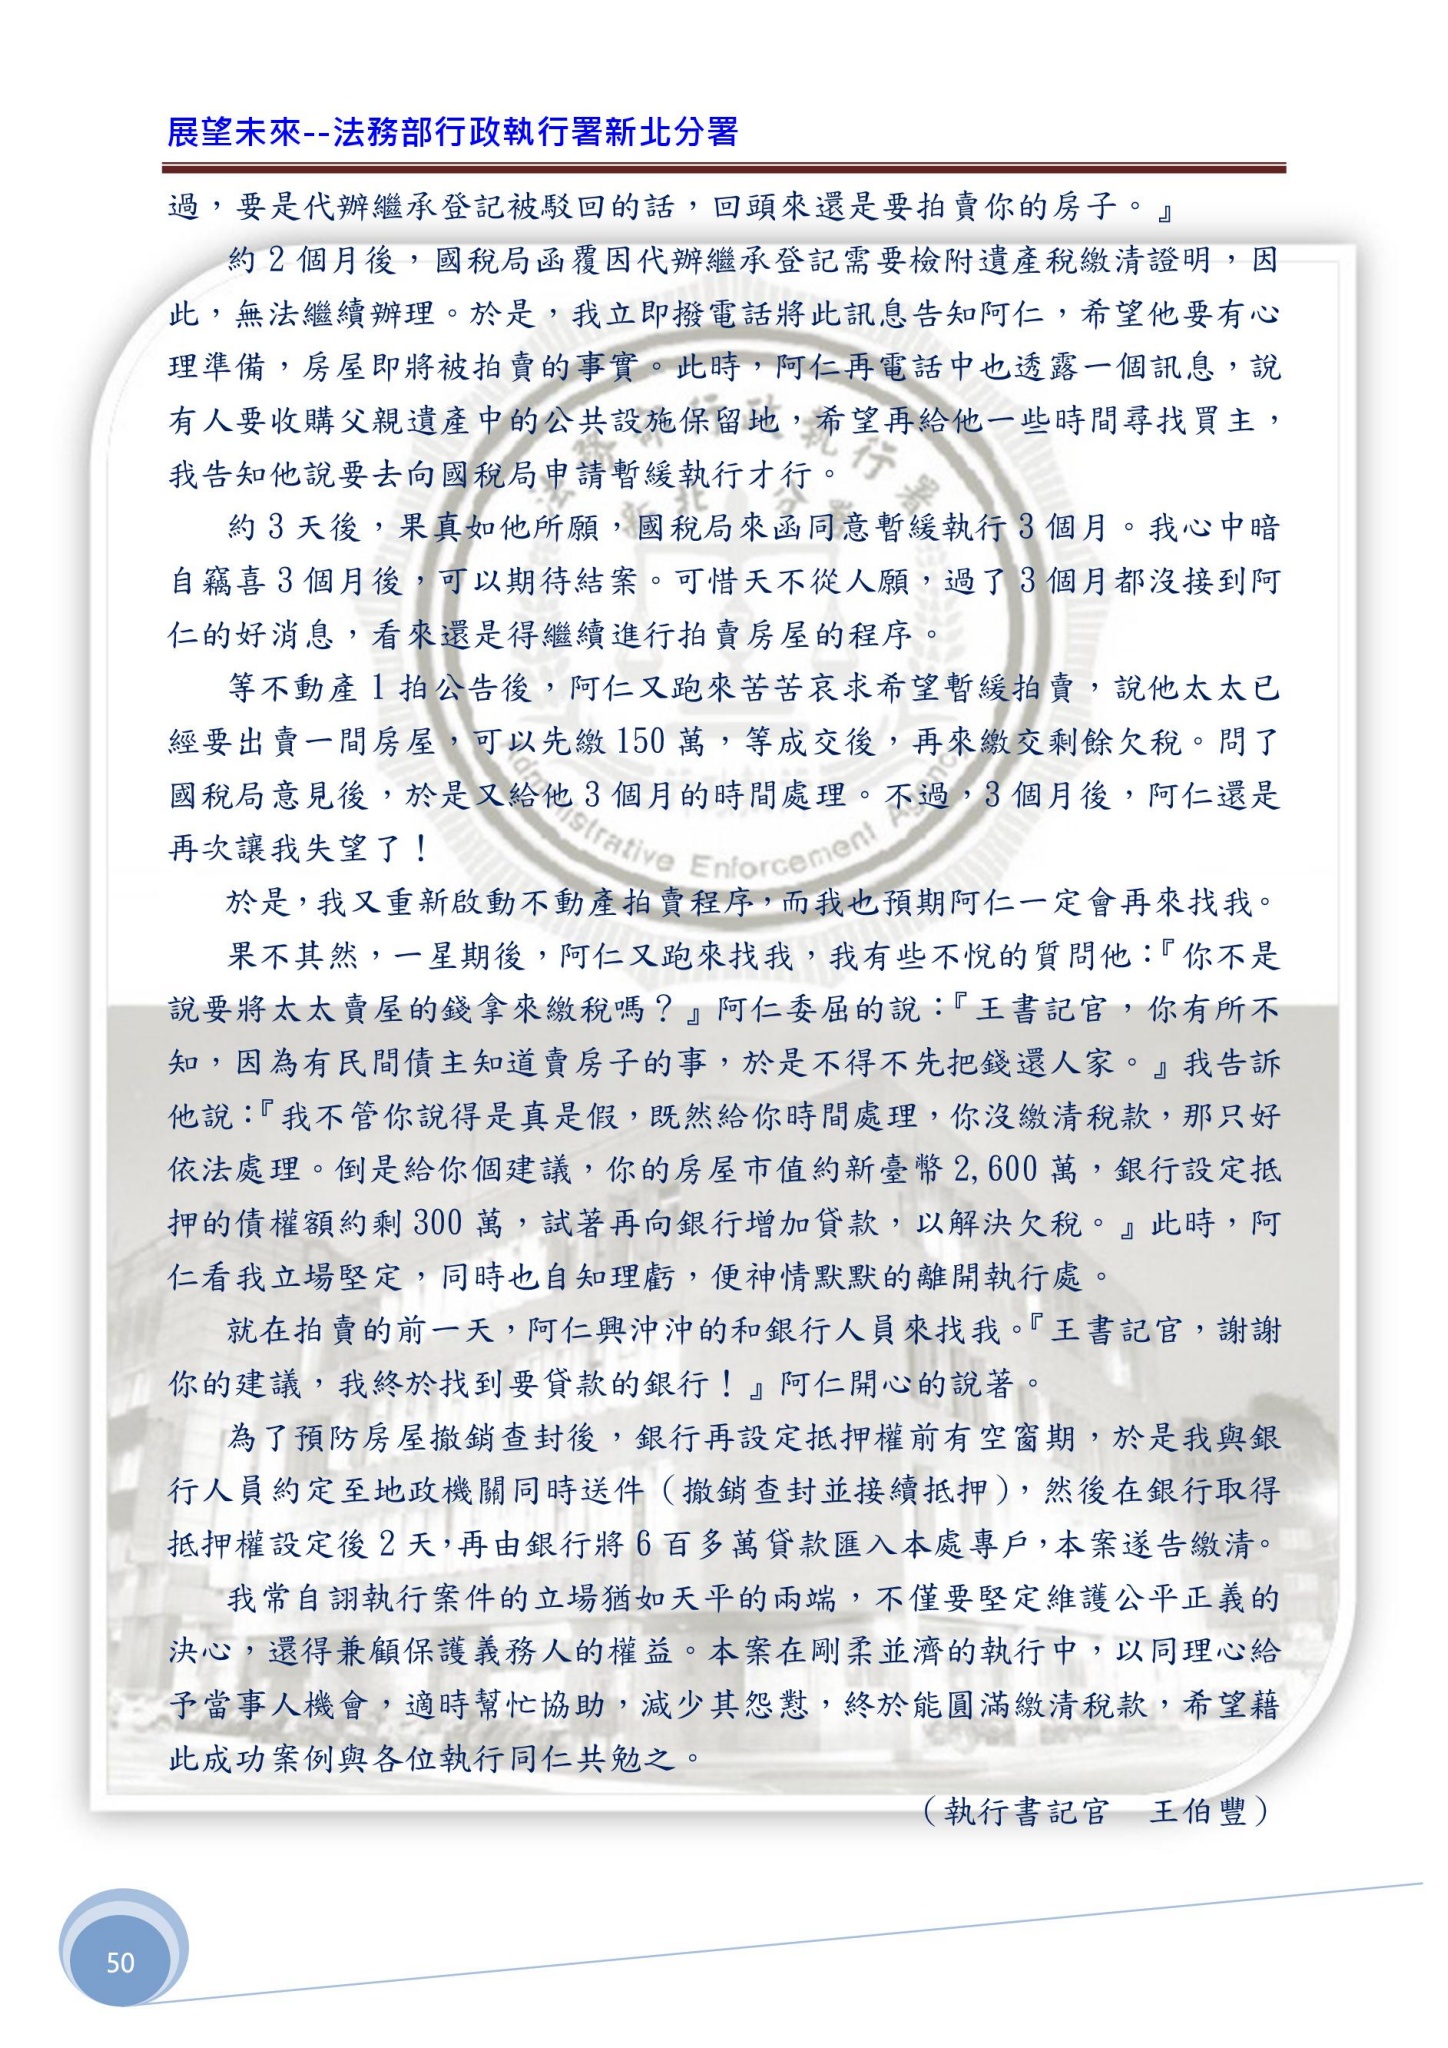 展望未來--法務部行政執行署新北分署
過，要是代辦繼承登記被駁回的話，回頭來還是要拍賣你的房子。』
約 2 個月後，國稅局函覆因代辦繼承登記需要檢附遺產稅繳清證明，因
此，無法繼續辦理。於是，我立即撥電話將此訊息告知阿仁，希望他要有心
理準備，房屋即將被拍賣的事實。此時，阿仁再電話中也透露一個訊息，說
有人要收購父親遺產中的公共設施保留地，希望再給他一些時間尋找買主，
我告知他說要去向國稅局申請暫緩執行才行。
約 3 天後，果真如他所願，國稅局來函同意暫緩執行 3 個月。我心中暗
自竊喜 3 個月後，可以期待結案。可惜天不從人願，過了 3 個月都沒接到阿
仁的好消息，看來還是得繼續進行拍賣房屋的程序。
等不動產 1 拍公告後，阿仁又跑來苦苦哀求希望暫緩拍賣，說他太太已
經要出賣一間房屋，可以先繳 150 萬，等成交後，再來繳交剩餘欠稅。問了
國稅局意見後，於是又給他 3 個月的時間處理。不過，3 個月後，阿仁還是
再次讓我失望了！
於是，我又重新啟動不動產拍賣程序，而我也預期阿仁一定會再來找我。
果不其然，一星期後，阿仁又跑來找我，我有些不悅的質問他：『你不是
說要將太太賣屋的錢拿來繳稅嗎？』阿仁委屈的說：『王書記官，你有所不
知，因為有民間債主知道賣房子的事，於是不得不先把錢還人家。』我告訴
他說：『我不管你說得是真是假，既然給你時間處理，你沒繳清稅款，那只好
依法處理。倒是給你個建議，你的房屋市值約新臺幣 2,600 萬，銀行設定抵
押的債權額約剩 300 萬，試著再向銀行增加貸款，以解決欠稅。』此時，阿
仁看我立場堅定，同時也自知理虧，便神情默默的離開執行處。
就在拍賣的前一天，阿仁興沖沖的和銀行人員來找我。『王書記官，謝謝
你的建議，我終於找到要貸款的銀行！』阿仁開心的說著。
為了預防房屋撤銷查封後，銀行再設定抵押權前有空窗期，於是我與銀
行人員約定至地政機關同時送件（撤銷查封並接續抵押），然後在銀行取得
抵押權設定後 2 天，再由銀行將 6 百多萬貸款匯入本處專戶，本案遂告繳清。
我常自詡執行案件的立場猶如天平的兩端，不僅要堅定維護公平正義的
決心，還得兼顧保護義務人的權益。本案在剛柔並濟的執行中，以同理心給
予當事人機會，適時幫忙協助，減少其怨懟，終於能圓滿繳清稅款，希望藉
此成功案例與各位執行同仁共勉之。
（執行書記官　王伯豐）
法務部行政執行署
新北分署
Administrative Enforcement Agency
50